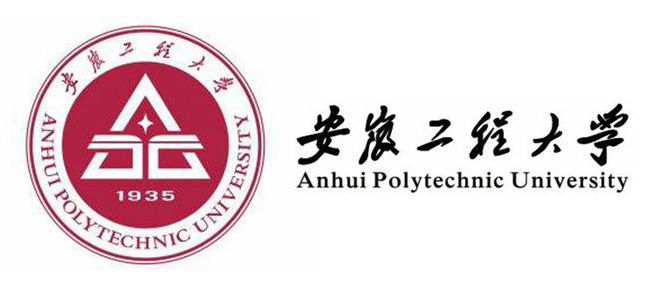 安徽工程大学
ANHUI POLYTECHNIC UNIVERSITY
1935
安徽工程大学
Anhui Polytechnic University